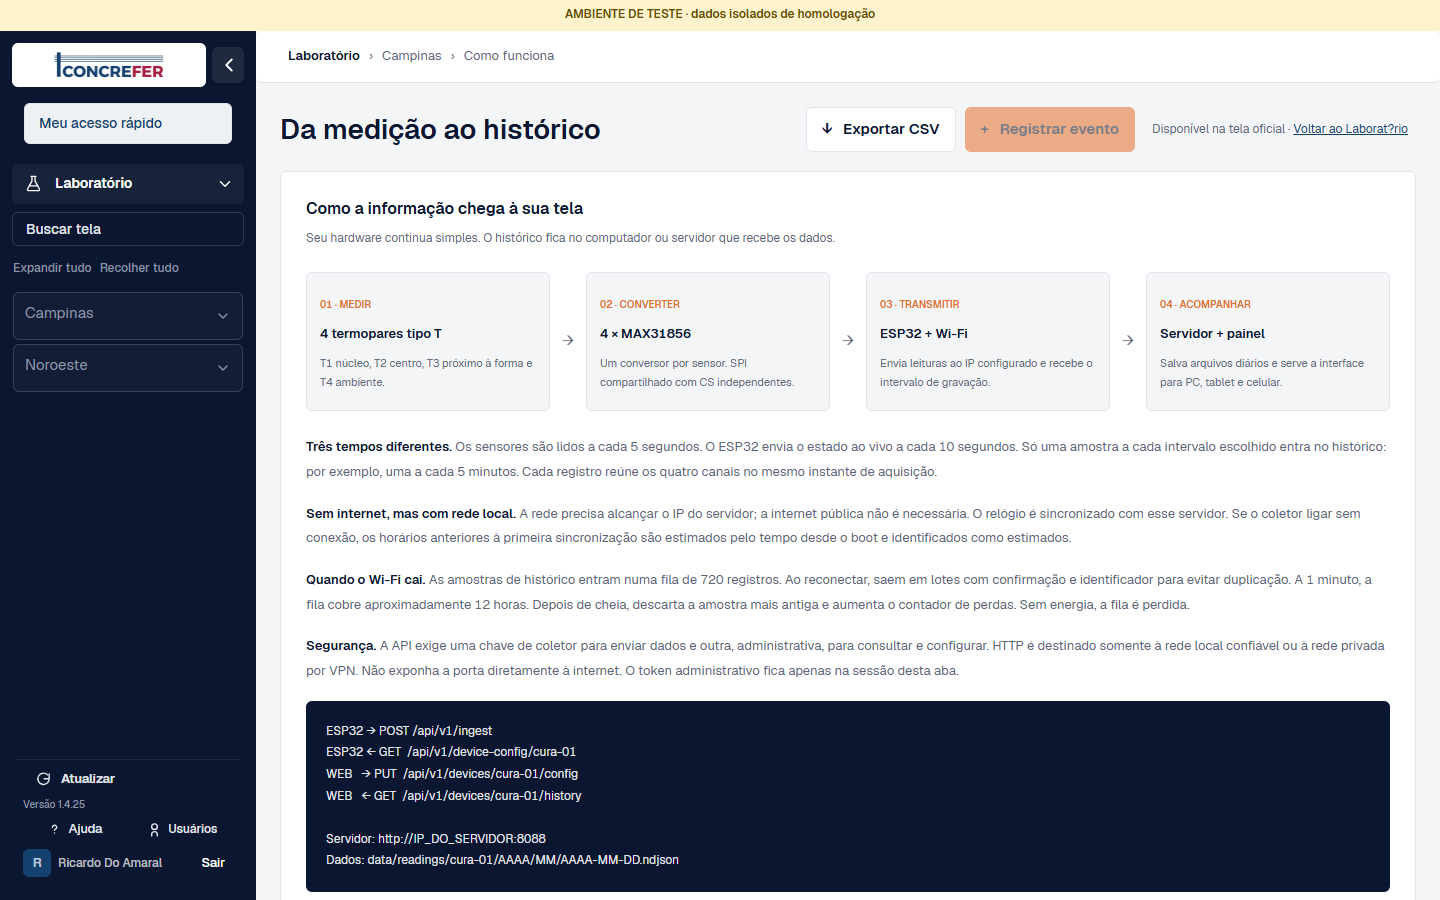 AMBIENTE DE TESTE · dados isolados de homologação
CONCREFER
Meu acesso rápido
Laboratório
Buscar tela
Expandir tudo Recolher tudo
Campinas
Noroeste
Atualizar
Versão 1.4.25
? Ajuda Usuários
R Ricardo Do Amaral Sair
Laboratório › Campinas › Como funciona
Da medição ao histórico
↓ Exportar CSV
+ Registrar evento
Disponível na tela oficial · Voltar ao Laborat?rio
Como a informação chega à sua tela
Seu hardware continua simples. O histórico fica no computador ou servidor que recebe os dados.
01 · MEDIR
4 termopares tipo T
T1 núcleo, T2 centro, T3 próximo à forma e
T4 ambiente.
→
02 · CONVERTER
4 × MAX31856
Um conversor por sensor. SPI
compartilhado com CS independentes.
→
03 · TRANSMITIR
ESP32 + Wi-Fi
Envia leituras ao IP configurado e recebe o
intervalo de gravação.
→
04 · ACOMPANHAR
Servidor + painel
Salva arquivos diários e serve a interface
para PC, tablet e celular.
Três tempos diferentes. Os sensores são lidos a cada 5 segundos. O ESP32 envia o estado ao vivo a cada 10 segundos. Só uma amostra a cada intervalo escolhido entra no histórico:
por exemplo, uma a cada 5 minutos. Cada registro reúne os quatro canais no mesmo instante de aquisição.
Sem internet, mas com rede local. A rede precisa alcançar o IP do servidor; a internet pública não é necessária. O relógio é sincronizado com esse servidor. Se o coletor ligar sem
conexão, os horários anteriores à primeira sincronização são estimados pelo tempo desde o boot e identificados como estimados.
Quando o Wi-Fi cai. As amostras de histórico entram numa fila de 720 registros. Ao reconectar, saem em lotes com confirmação e identificador para evitar duplicação. A 1 minuto, a
fila cobre aproximadamente 12 horas. Depois de cheia, descarta a amostra mais antiga e aumenta o contador de perdas. Sem energia, a fila é perdida.
Segurança. A API exige uma chave de coletor para enviar dados e outra, administrativa, para consultar e configurar. HTTP é destinado somente à rede local confiável ou à rede privada
por VPN. Não exponha a porta diretamente à internet. O token administrativo fica apenas na sessão desta aba.
ESP32 → POST /api/v1/ingest
ESP32 ← GET /api/v1/device-config/cura-01
WEB → PUT /api/v1/devices/cura-01/config
WEB ← GET /api/v1/devices/cura-01/history
Servidor: http://IP_DO_SERVIDOR:8088
Dados: data/readings/cura-01/AAAA/MM/AAAA-MM-DD.ndjson